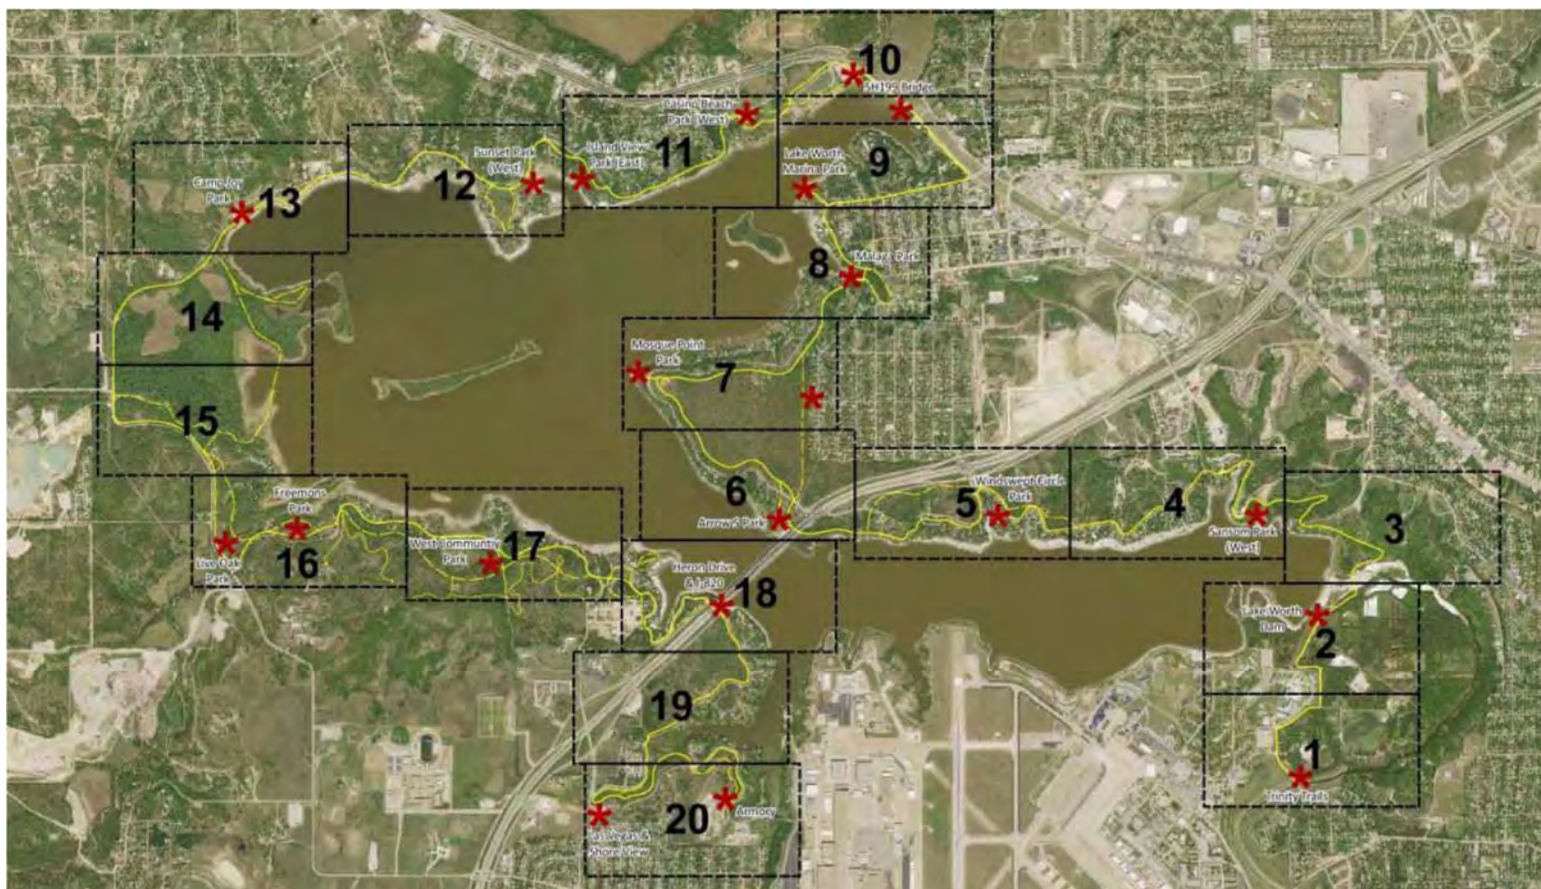 10
SH199 Bridge
Casino Beach
Park (West)
11
Island View
Park (East)
Sunset Park
(West)
12
Lake Worth
Marina Park
9
Camp Joy
Park
13
8
Malaga Park
14
Mosque Point
Park
7
15
6
Arrow S Park
5
Windswept Circle
Park
4
Sansom Park
(West)
3
Freemons
Park
Live Oak
Park
16
West Communtiy
Park
17
Heron Drive
& I-820
18
Lake Worth
Dam
2
19
1
Trinity Trails
20
Armory
Las Vegas &
Shore View